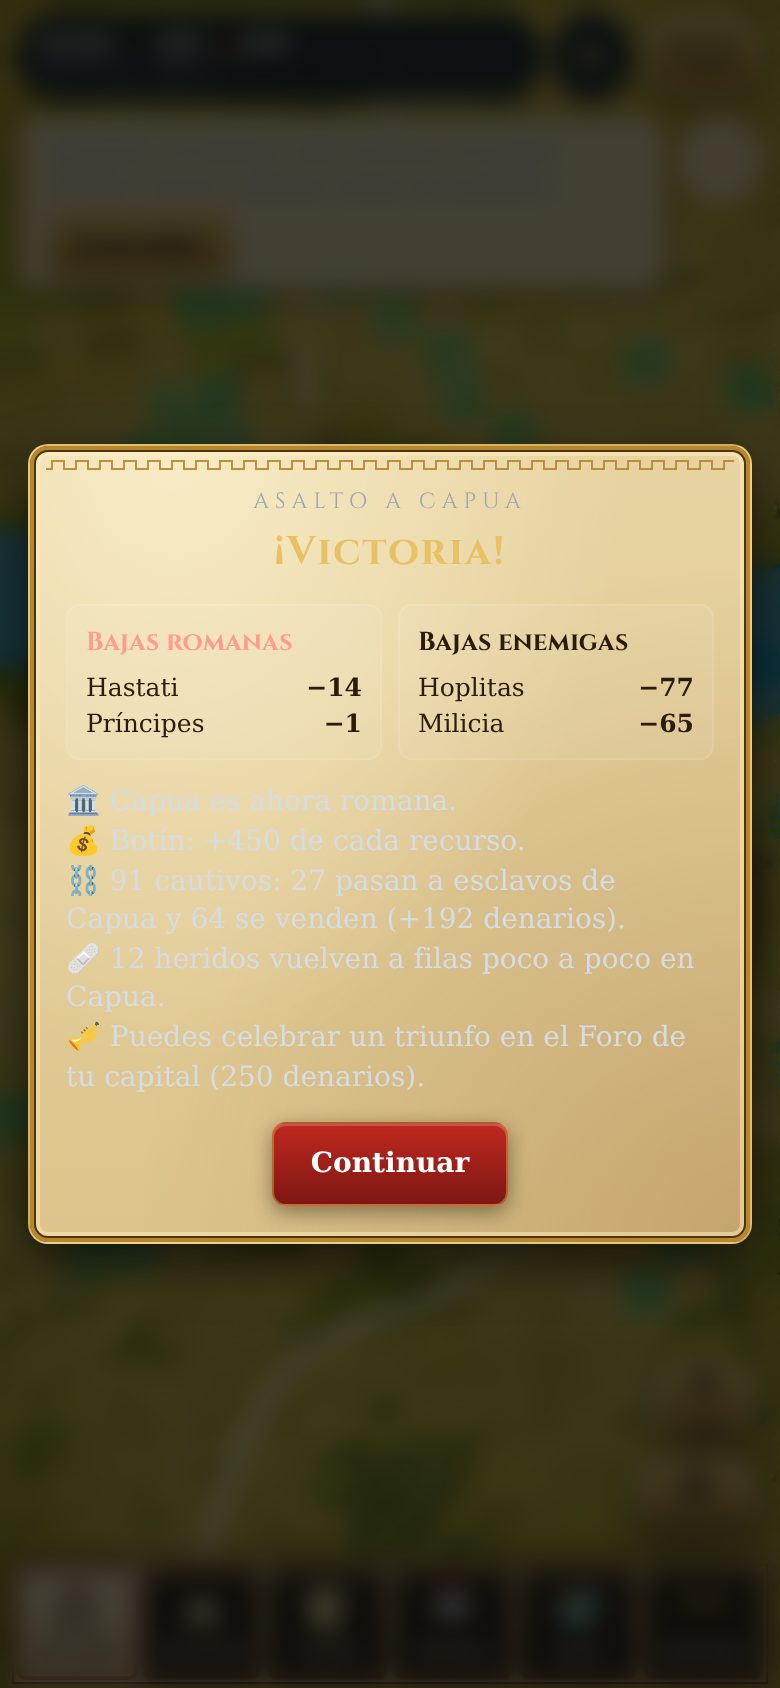 ASALTO A CAPUA
¡VICTORIA!
BAJAS ROMANAS
Hastati −14
Príncipes −1
BAJAS ENEMIGAS
Hoplitas −77
Milicia −65
🏛️ Capua es ahora romana.
💰 Botín: +450 de cada recurso.
⛓️ 91 cautivos: 27 pasan a esclavos de
Capua y 64 se venden (+192 denarios).
🩹 12 heridos vuelven a filas poco a poco en
Capua.
🎺 Puedes celebrar un triunfo en el Foro de
tu capital (250 denarios).
Continuar